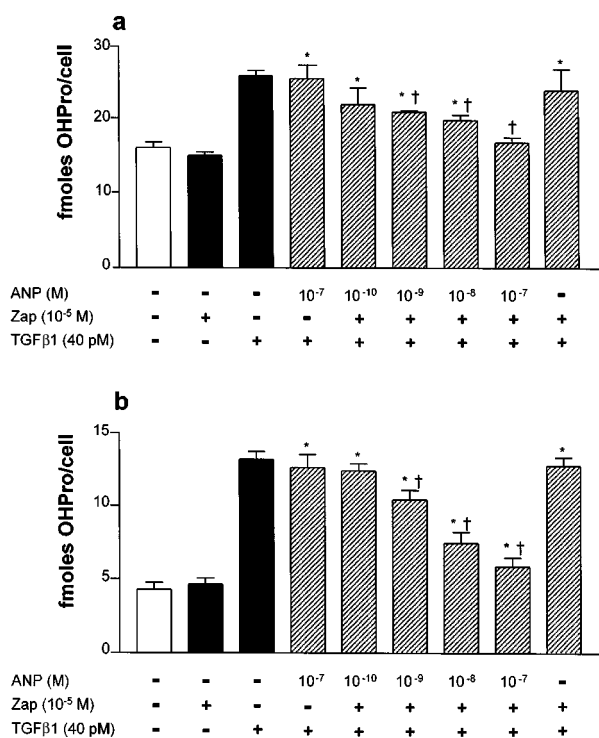 a
fmoles OHPro/cell
30
20
10
0
* * * † * † † *
ANP (M) - - - 10⁻⁷ 10⁻¹⁰ 10⁻⁹ 10⁻⁸ 10⁻⁷ -
Zap (10⁻⁵ M) - + - - + + + + +
TGFβ1 (40 pM) - - + + + + + + +
b
fmoles OHPro/cell
15
10
5
0
* * * † * † * † *
ANP (M) - - - 10⁻⁷ 10⁻¹⁰ 10⁻⁹ 10⁻⁸ 10⁻⁷ -
Zap (10⁻⁵ M) - + - - + + + + +
TGFβ1 (40 pM) - - + + + + + + +